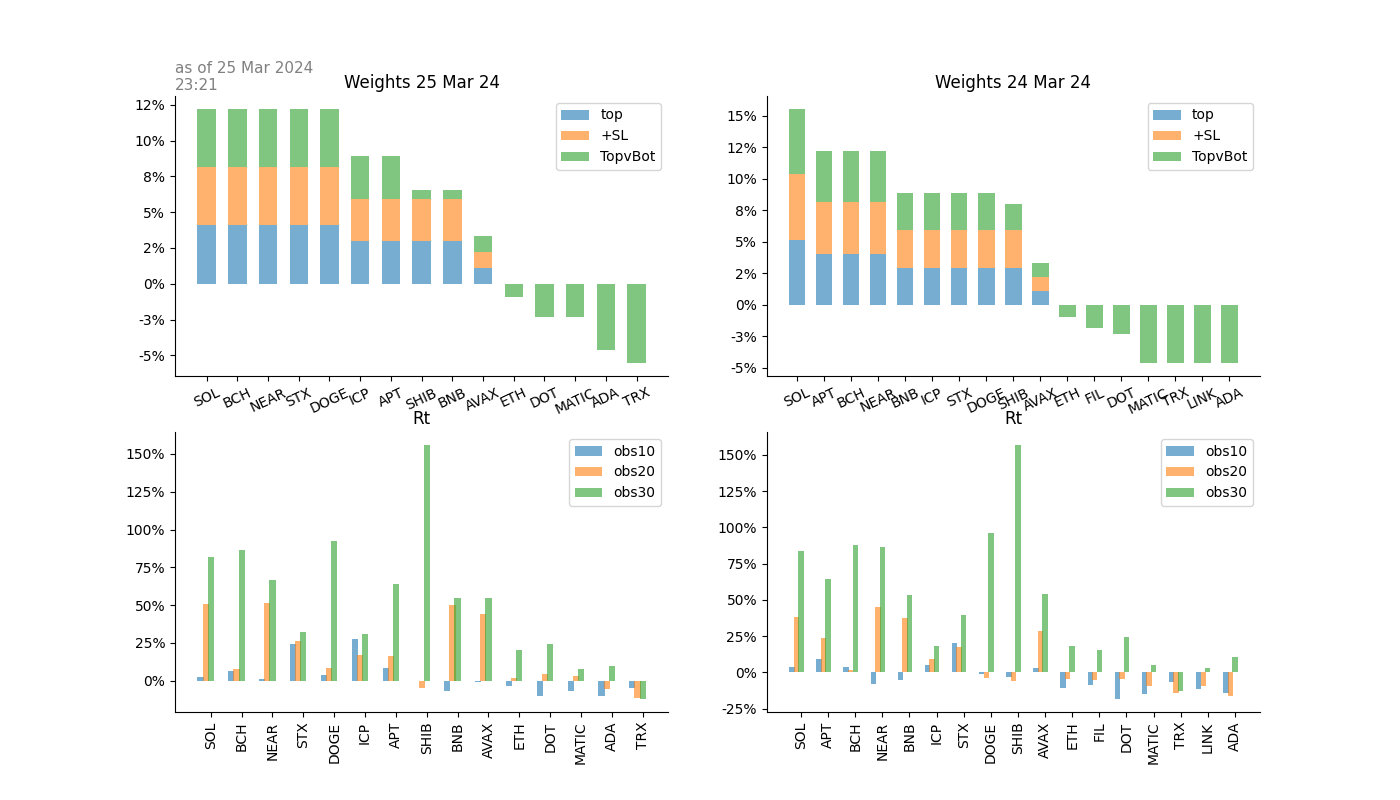 as of 25 Mar 2024
23:21
Weights 25 Mar 24
12%
10%
8%
5%
2%
0%
-3%
-5%
top
+SL
TopvBot
SOL BCH NEAR STX DOGE ICP APT SHIB BNB AVAX ETH DOT MATIC ADA TRX
Weights 24 Mar 24
15%
12%
10%
8%
5%
2%
0%
-3%
-5%
top
+SL
TopvBot
SOL APT BCH NEAR BNB ICP STX DOGE SHIB AVAX ETH FIL DOT MATIC TRX LINK ADA
Rt
150%
125%
100%
75%
50%
25%
0%
obs10
obs20
obs30
SOL BCH NEAR STX DOGE ICP APT SHIB BNB AVAX ETH DOT MATIC ADA TRX
Rt
150%
125%
100%
75%
50%
25%
0%
-25%
obs10
obs20
obs30
SOL APT BCH NEAR BNB ICP STX DOGE SHIB AVAX ETH FIL DOT MATIC TRX LINK ADA